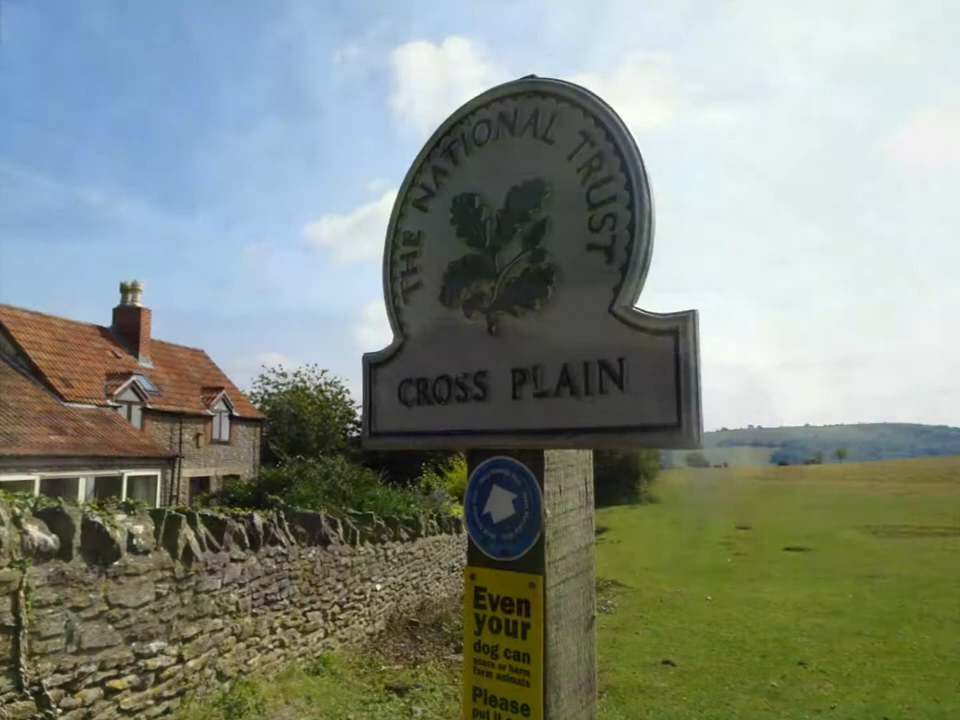 THE NATIONAL TRUST
CROSS PLAIN
Even
your
dog can
scare or harm
farm animals
Please